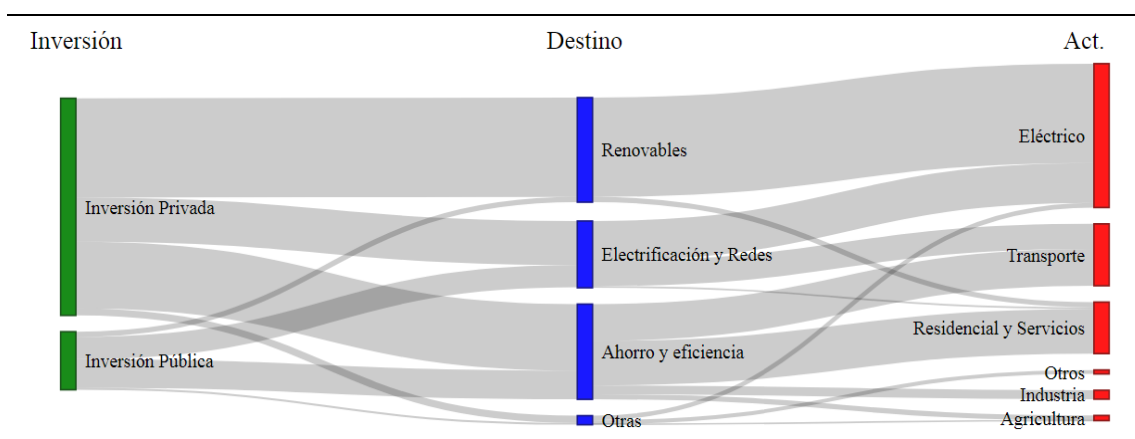 Inversión
Destino
Act.
Inversión Privada
Inversión Pública
Renovables
Electrificación y Redes
Ahorro y eficiencia
Otras
Eléctrico
Transporte
Residencial y Servicios
Otros
Industria
Agricultura